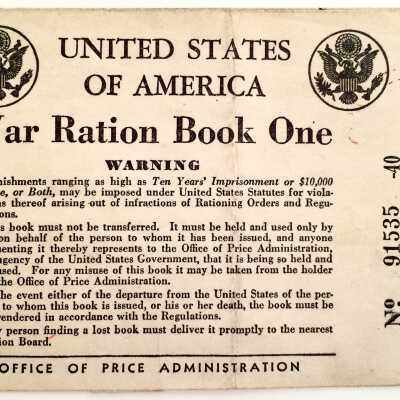 UNITED STATES
OF AMERICA
War Ration Book One
WARNING
nishments ranging as high as Ten Years' Imprisonment or $10,000
e, or Both, may be imposed under United States Statutes for viola-
ns thereof arising out of infractions of Rationing Orders and Regu-
ons.
s book must not be transferred. It must be held and used only by
on behalf of the person to whom it has been issued, and anyone
senting it thereby represents to the Office of Price Administration,
agency of the United States Government, that it is being so held and
used. For any misuse of this book it may be taken from the holder
the Office of Price Administration.
the event either of the departure from the United States of the per-
to whom this book is issued, or his or her death, the book must be
rendered in accordance with the Regulations.
y person finding a lost book must deliver it promptly to the nearest
ion Board.
OFFICE OF PRICE ADMINISTRATION
No 91535 -40